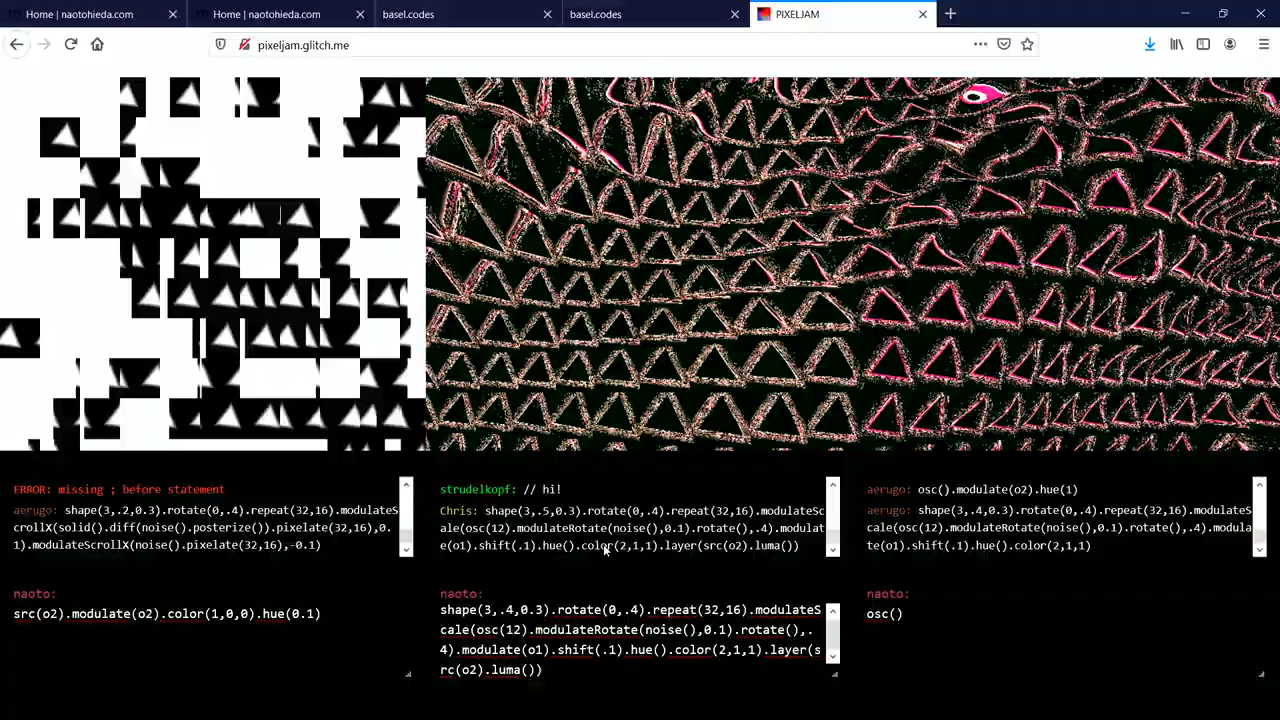 Home | naotohieda.com
Home | naotohieda.com
basel.codes
basel.codes
PIXELJAM
pixeljam.glitch.me
ERROR: missing ; before statement
aerugo: shape(3,.2,0.3).rotate(0,.4).repeat(32,16).modulateS
crollX(solid().diff(noise().posterize()).pixelate(32,16),0.
1).modulateScrollX(noise().pixelate(32,16),-0.1)
naoto:
src(o2).modulate(o2).color(1,0,0).hue(0.1)
strudelkopf: // hi!
Chris: shape(3,.5,0.3).rotate(0,.4).repeat(32,16).modulateSc
ale(osc(12).modulateRotate(noise(),0.1).rotate(),.4).modulat
e(o1).shift(.1).hue().color(2,1,1).layer(src(o2).luma())
naoto:
shape(3,.4,0.3).rotate(0,.4).repeat(32,16).modulateS
cale(osc(12).modulateRotate(noise(),0.1).rotate(),.
4).modulate(o1).shift(.1).hue().color(2,1,1).layer(s
rc(o2).luma())
aerugo: osc().modulate(o2).hue(1)
aerugo: shape(3,.4,0.3).rotate(0,.4).repeat(32,16).modulateS
cale(osc(12).modulateRotate(noise(),0.1).rotate(),.4).modula
te(o1).shift(.1).hue().color(2,1,1)
naoto:
osc()